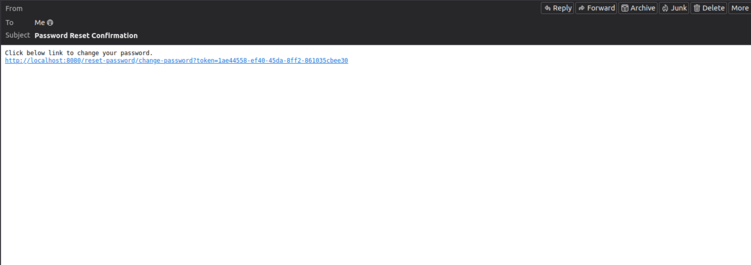 From
Reply Forward Archive Junk Delete More
To Me
Subject Password Reset Confirmation
Click below link to change your password.
http://localhost:8080/reset-password/change-password?token=1ae44558-ef40-45da-8ff2-861035cbee30